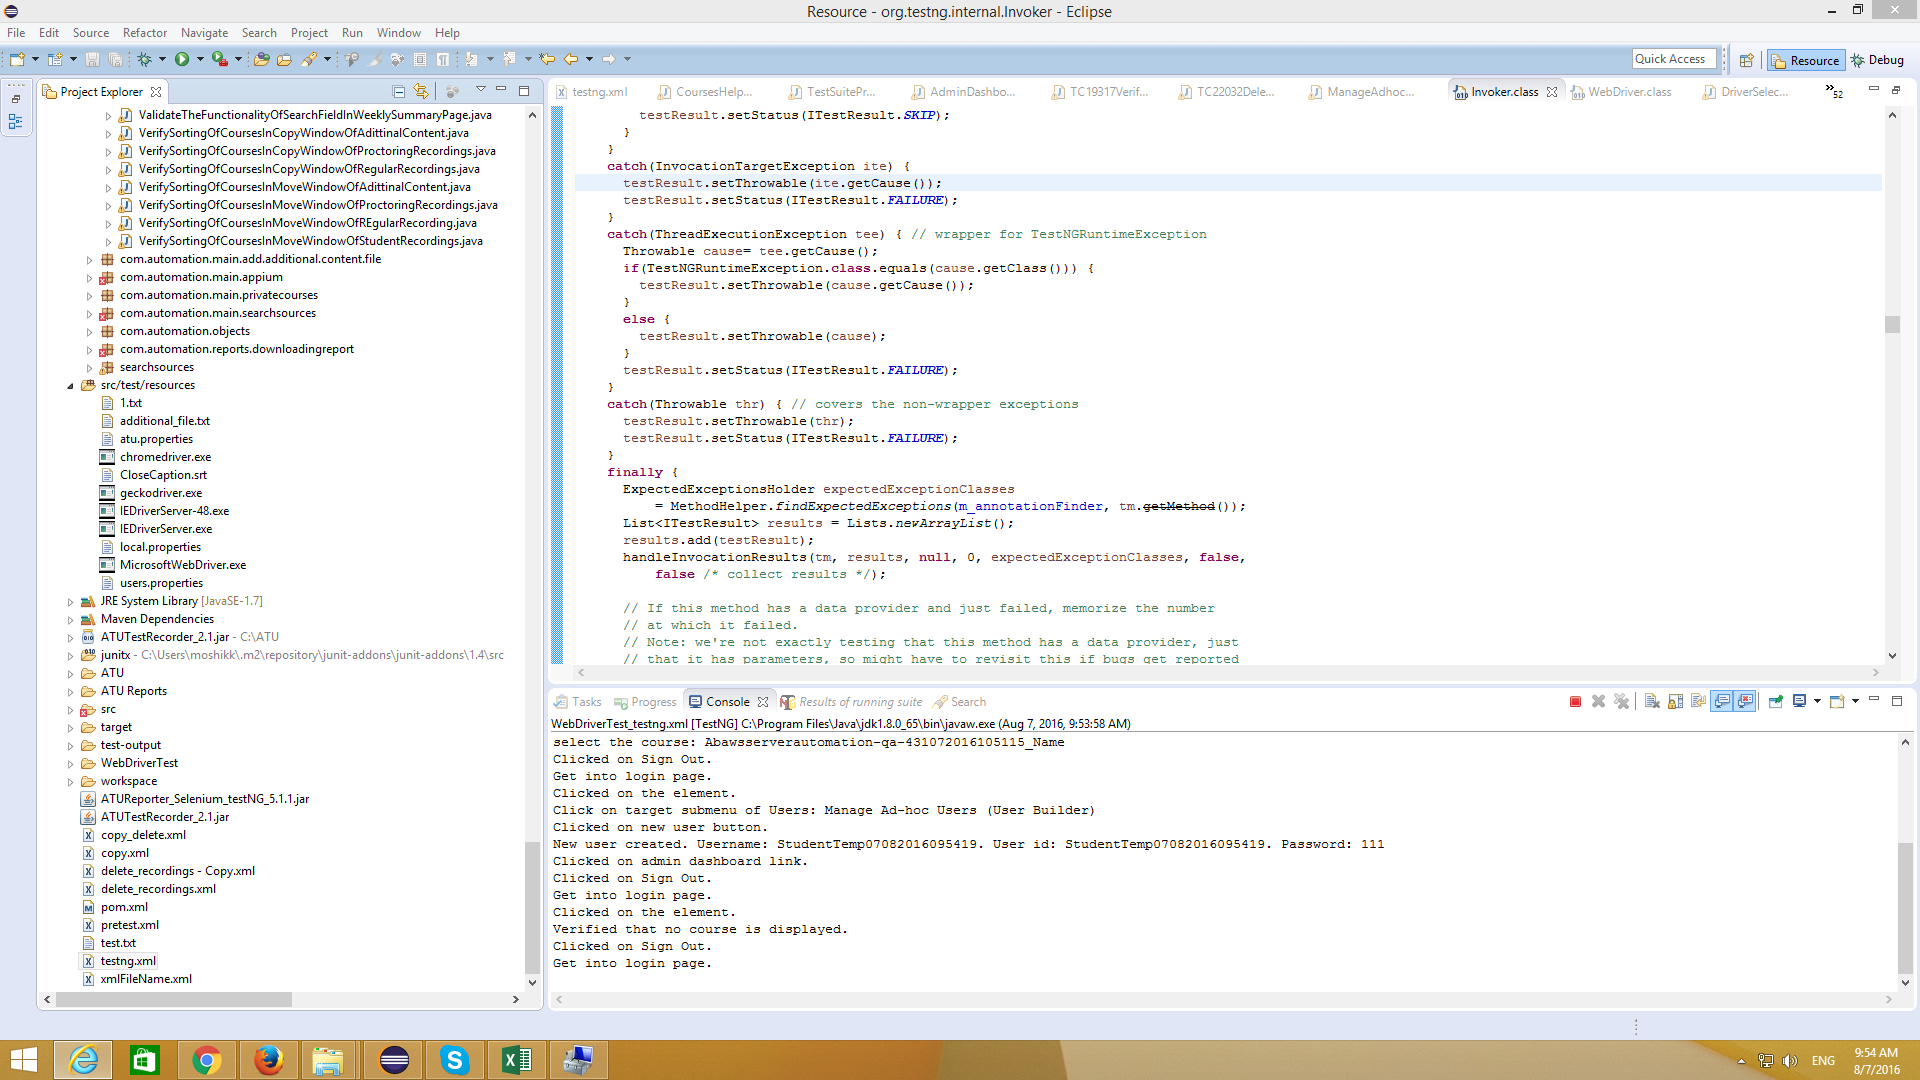 Resource - org.testng.internal.Invoker - Eclipse
File Edit Source Refactor Navigate Search Project Run Window Help
Quick Access Resource Debug
Project Explorer
ValidateTheFunctionalityOfSearchFieldInWeeklySummaryPage.java
VerifySortingOfCoursesInCopyWindowOfAdittinalContent.java
VerifySortingOfCoursesInCopyWindowOfProctoringRecordings.java
VerifySortingOfCoursesInCopyWindowOfRegularRecordings.java
VerifySortingOfCoursesInMoveWindowOfAdittinalContent.java
VerifySortingOfCoursesInMoveWindowOfProctoringRecordings.java
VerifySortingOfCoursesInMoveWindowOfREgularRecording.java
VerifySortingOfCoursesInMoveWindowOfStudentRecordings.java
com.automation.main.add.additional.content.file
com.automation.main.appium
com.automation.main.privatecourses
com.automation.main.searchsources
com.automation.objects
com.automation.reports.downloadingreport
searchsources
src/test/resources
1.txt
additional_file.txt
atu.properties
chromedriver.exe
CloseCaption.srt
geckodriver.exe
IEDriverServer-48.exe
IEDriverServer.exe
local.properties
MicrosoftWebDriver.exe
users.properties
JRE System Library [JavaSE-1.7]
Maven Dependencies
ATUTestRecorder_2.1.jar - C:\ATU
junitx - C:\Users\moshikk\.m2\repository\junit-addons\junit-addons\1.4\src
ATU
ATU Reports
src
target
test-output
WebDriverTest
workspace
ATUReporter_Selenium_testNG_5.1.1.jar
ATUTestRecorder_2.1.jar
copy_delete.xml
copy.xml
delete_recordings - Copy.xml
delete_recordings.xml
pom.xml
pretest.xml
test.txt
testng.xml
xmlFileName.xml
testng.xml CoursesHelp... TestSuitePr... AdminDashbo... TC19317Verif... TC22032Dele... ManageAdhoc... Invoker.class WebDriver.class DriverSelec... »52
testResult.setStatus(ITestResult.SKIP);
}
}
catch(InvocationTargetException ite) {
testResult.setThrowable(ite.getCause());
testResult.setStatus(ITestResult.FAILURE);
}
catch(ThreadExecutionException tee) { // wrapper for TestNGRuntimeException
Throwable cause= tee.getCause();
if(TestNGRuntimeException.class.equals(cause.getClass())) {
testResult.setThrowable(cause.getCause());
}
else {
testResult.setThrowable(cause);
}
testResult.setStatus(ITestResult.FAILURE);
}
catch(Throwable thr) { // covers the non-wrapper exceptions
testResult.setThrowable(thr);
testResult.setStatus(ITestResult.FAILURE);
}
finally {
ExpectedExceptionsHolder expectedExceptionClasses
= MethodHelper.findExpectedExceptions(m_annotationFinder, tm.getMethod());
List<ITestResult> results = Lists.newArrayList();
results.add(testResult);
handleInvocationResults(tm, results, null, 0, expectedExceptionClasses, false,
false /* collect results */);
// If this method has a data provider and just failed, memorize the number
// at which it failed.
// Note: we're not exactly testing that this method has a data provider, just
// that it has parameters, so might have to revisit this if bugs get reported
Tasks Progress Console Results of running suite Search
WebDriverTest_testng.xml [TestNG] C:\Program Files\Java\jdk1.8.0_65\bin\javaw.exe (Aug 7, 2016, 9:53:58 AM)
select the course: Abawsserverautomation-qa-431072016105115_Name
Clicked on Sign Out.
Get into login page.
Clicked on the element.
Click on target submenu of Users: Manage Ad-hoc Users (User Builder)
Clicked on new user button.
New user created. Username: StudentTemp07082016095419. User id: StudentTemp07082016095419. Password: 111
Clicked on admin dashboard link.
Clicked on Sign Out.
Get into login page.
Clicked on the element.
Verified that no course is displayed.
Clicked on Sign Out.
Get into login page.
ENG
9:54 AM
8/7/2016